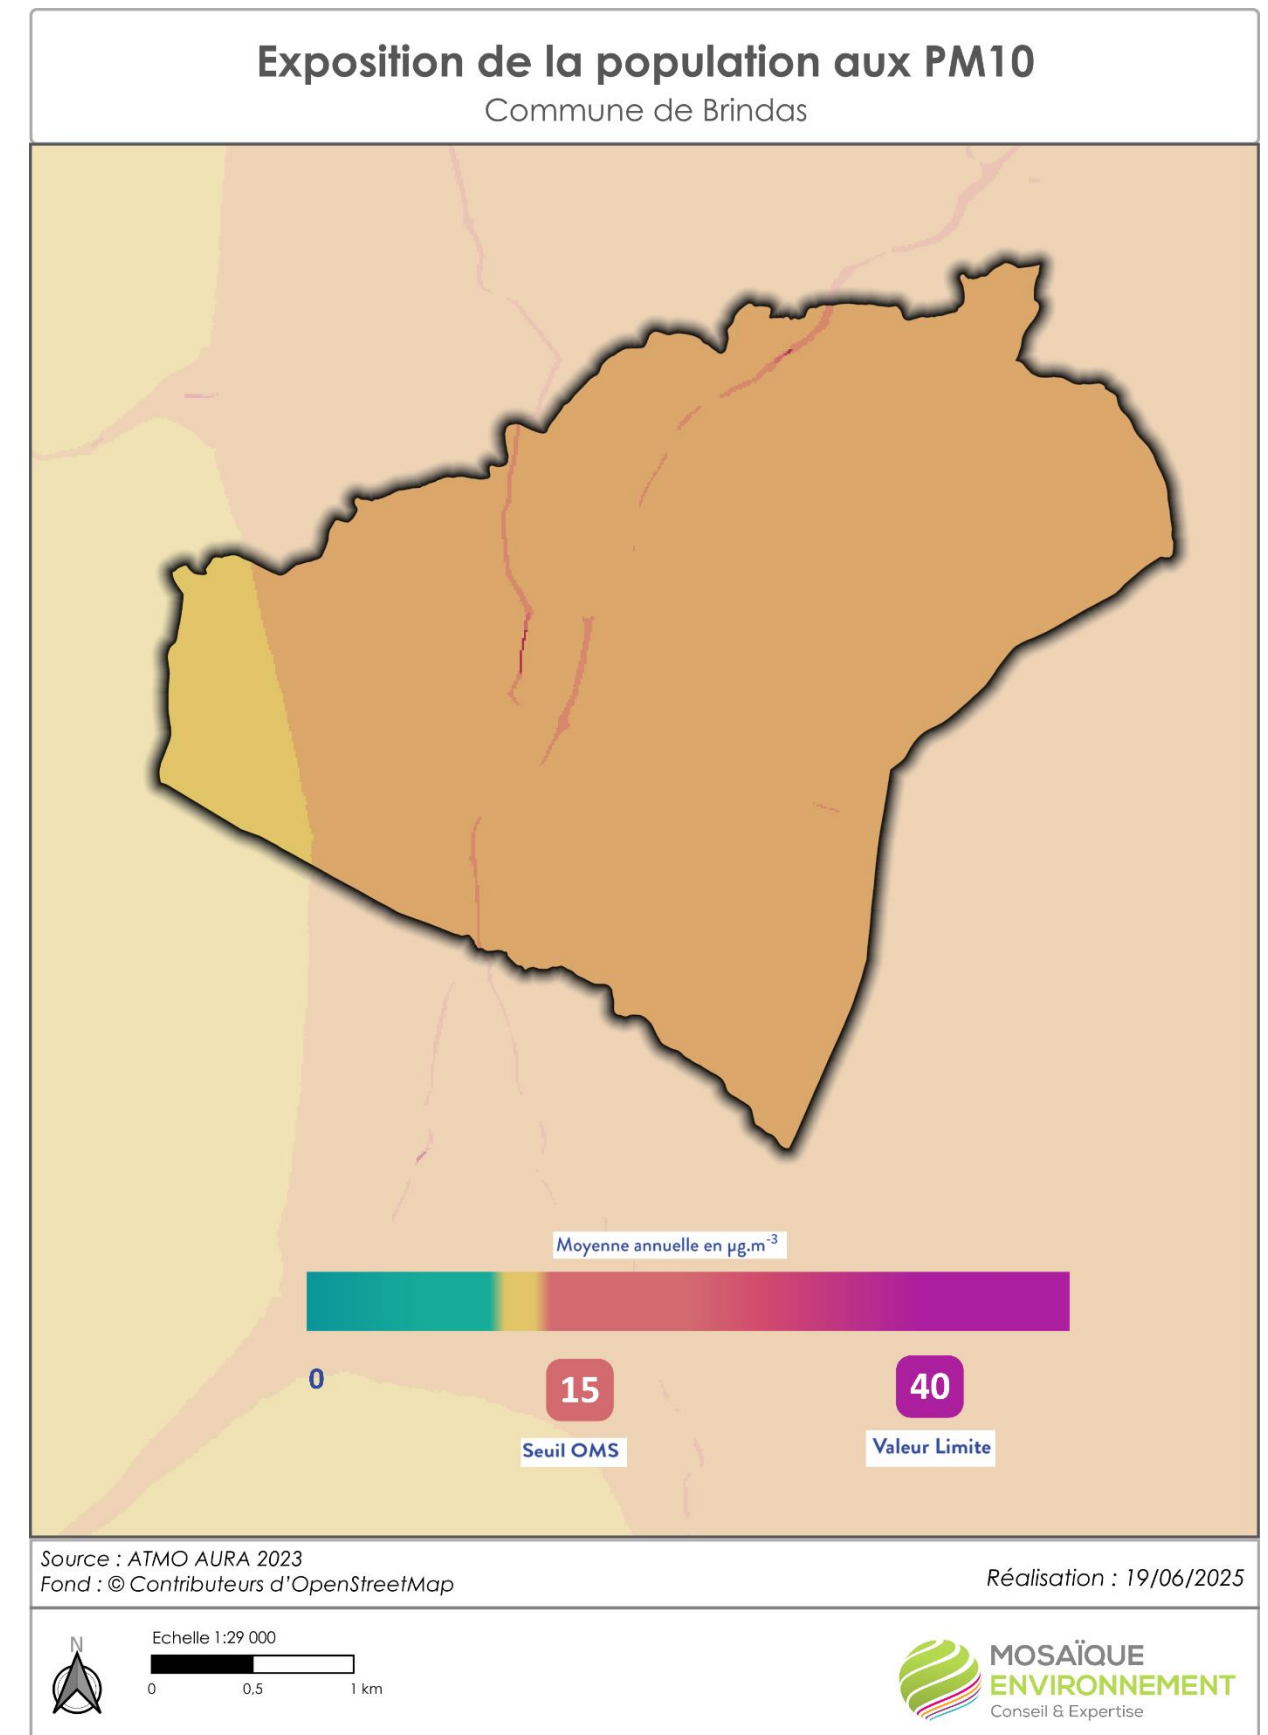 Exposition de la population aux PM10
Commune de Brindas
Moyenne annuelle en µg.m-3
0
15
40
Seuil OMS
Valeur Limite
Source : ATMO AURA 2023
Fond : © Contributeurs d'OpenStreetMap
Réalisation : 19/06/2025
N
Echelle 1:29 000
0 0,5 1 km
MOSAÏQUE
ENVIRONNEMENT
Conseil & Expertise